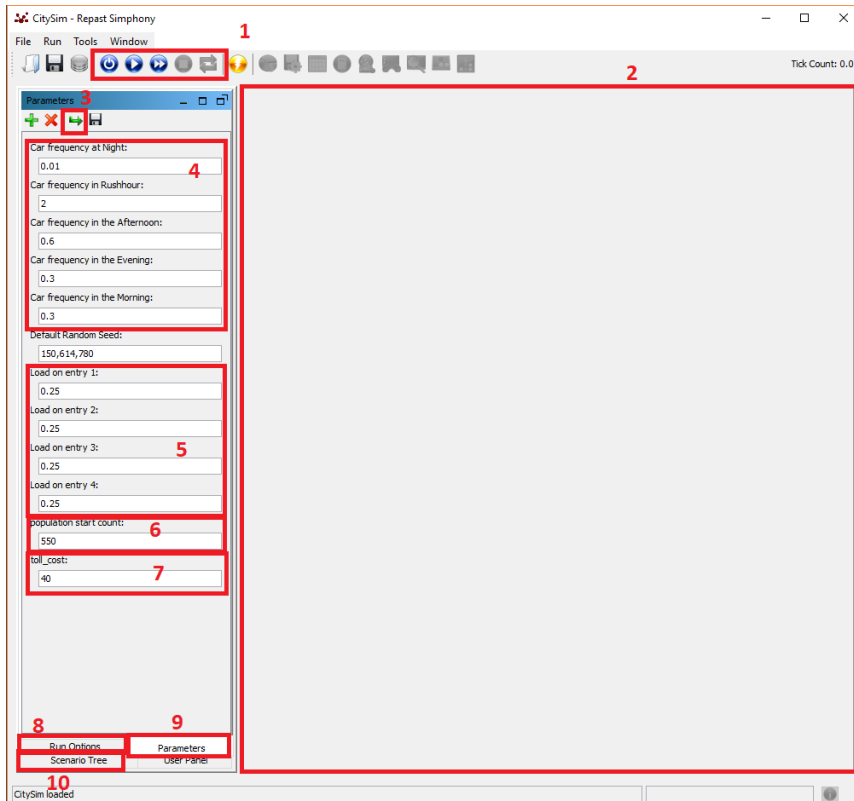 CitySim - Repast Simphony
1
File Run Tools Window
2
Tick Count: 0.0
Parameters 3
Car frequency at Night:
4
0.01
Car frequency in Rushhour:
2
Car frequency in the Afternoon:
0.6
Car frequency in the Evening:
0.3
Car frequency in the Morning:
0.3
Default Random Seed:
150,614,780
Load on entry 1:
0.25
Load on entry 2:
0.25
Load on entry 3:
5
0.25
Load on entry 4:
0.25
population start count:
6
550
toll_cost:
7
40
8
9
Run Options Parameters
Scenario Tree User Panel
10
CitySim loaded